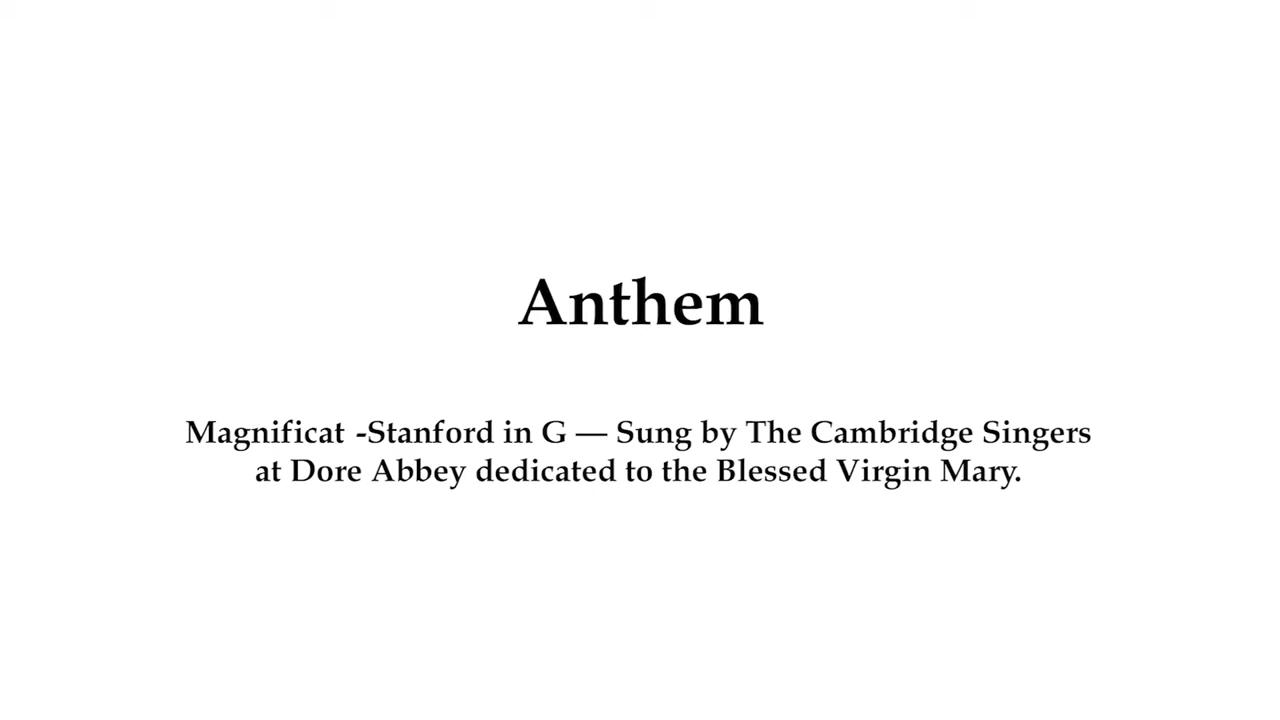 Anthem
Magnificat -Stanford in G — Sung by The Cambridge Singers
at Dore Abbey dedicated to the Blessed Virgin Mary.